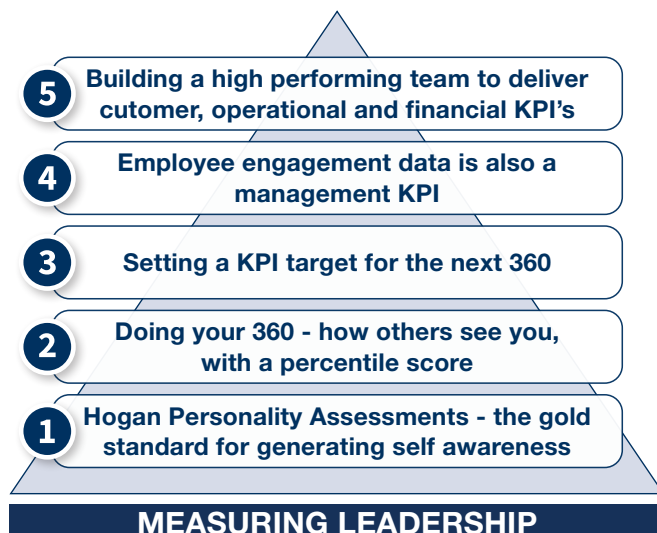 5
Building a high performing team to deliver
cutomer, operational and financial KPI's
4
Employee engagement data is also a
management KPI
3
Setting a KPI target for the next 360
2
Doing your 360 - how others see you,
with a percentile score
1
Hogan Personality Assessments - the gold
standard for generating self awareness
MEASURING LEADERSHIP